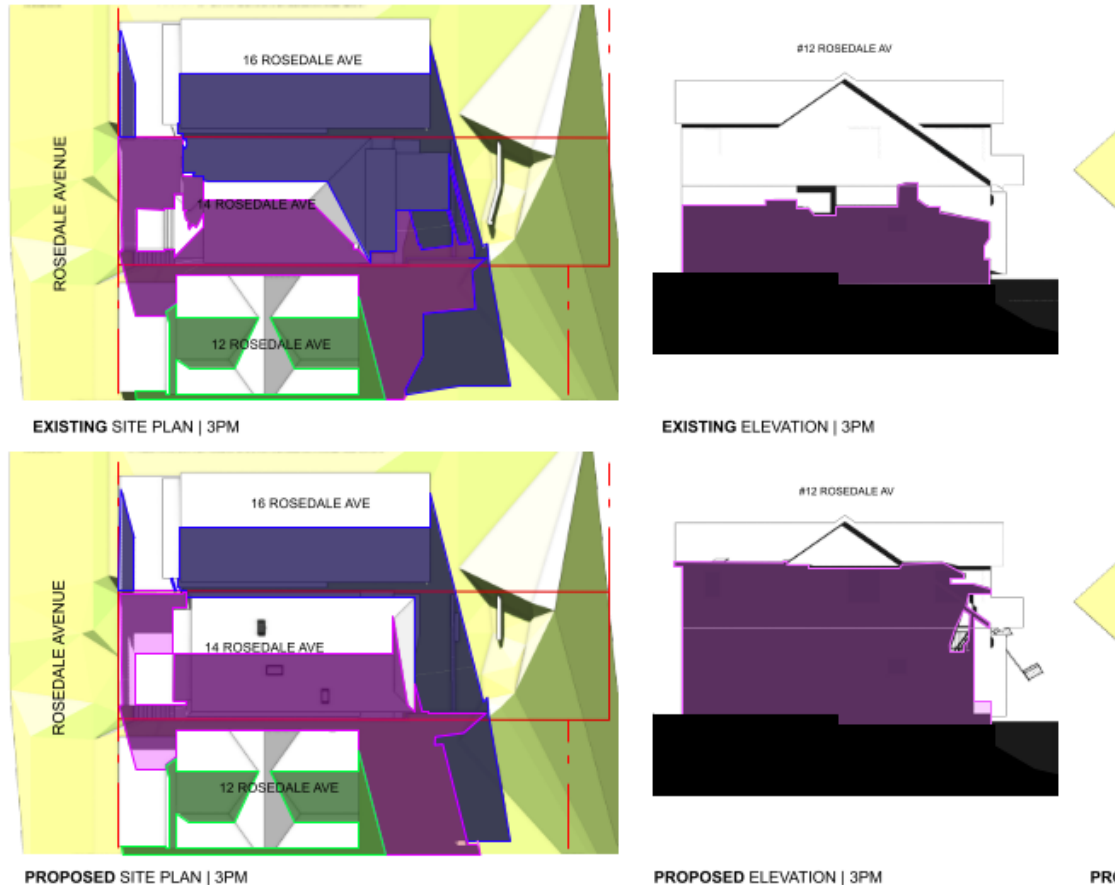 16 ROSEDALE AVE
ROSEDALE AVENUE
14 ROSEDALE AVE
12 ROSEDALE AVE
EXISTING SITE PLAN | 3PM
#12 ROSEDALE AV
EXISTING ELEVATION | 3PM
16 ROSEDALE AVE
ROSEDALE AVENUE
14 ROSEDALE AVE
12 ROSEDALE AVE
PROPOSED SITE PLAN | 3PM
#12 ROSEDALE AV
PROPOSED ELEVATION | 3PM
PRO